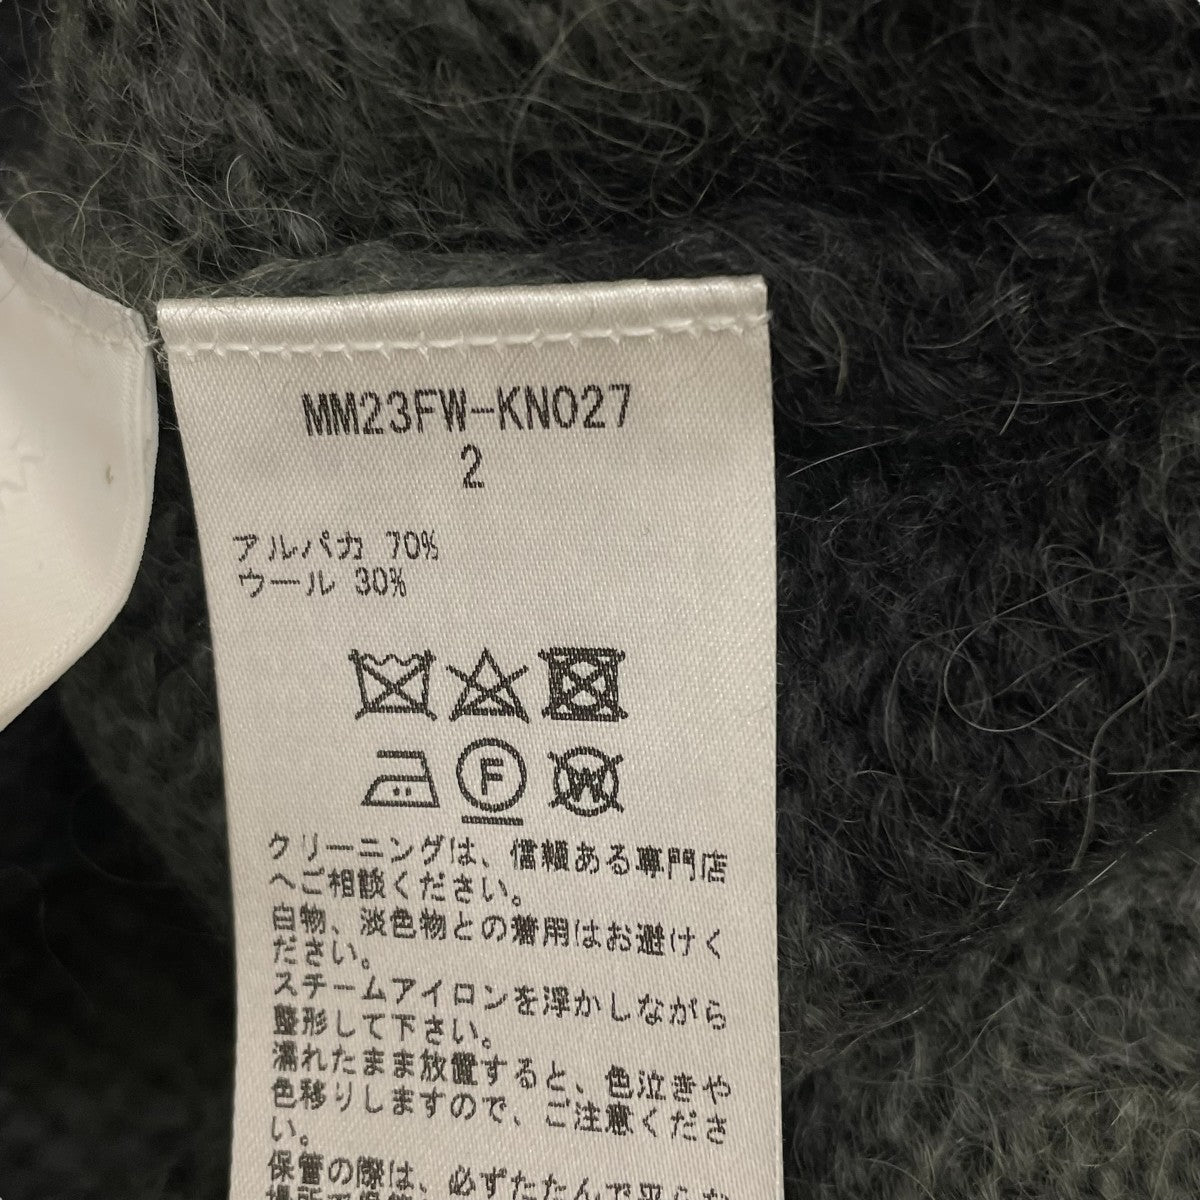 MM23FW-KN027
2
アルパカ 70%
ウール 30%
F
W
クリーニングは、信頼ある専門店
へご相談ください。
白物、淡色物との着用はお避けく
ださい。
スチームアイロンを浮かしながら
整形して下さい。
濡れたまま放置すると、色泣きや
色移りしますので、ご注意くださ
い。
保管の際は、必ずたたんで平らな
場所で保管